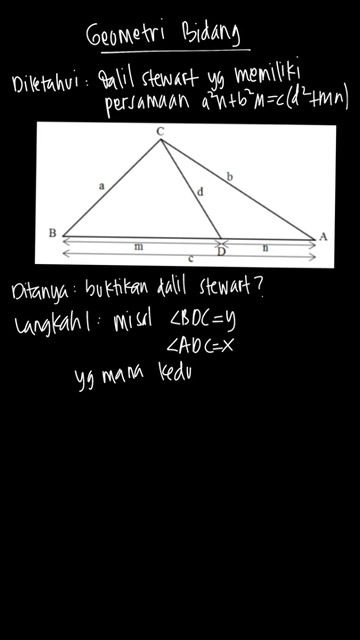 Geometri Bidang
Diketahui : dalil stewart yg memiliki
persamaan a²n+b²m=c(d²+mn)
C
a
b
d
B
A
D
m
n
c
Ditanya : buktikan dalil stewart ?
Langkah 1 : misal ∠BDC=y
∠ADC=x
yg mana kedu